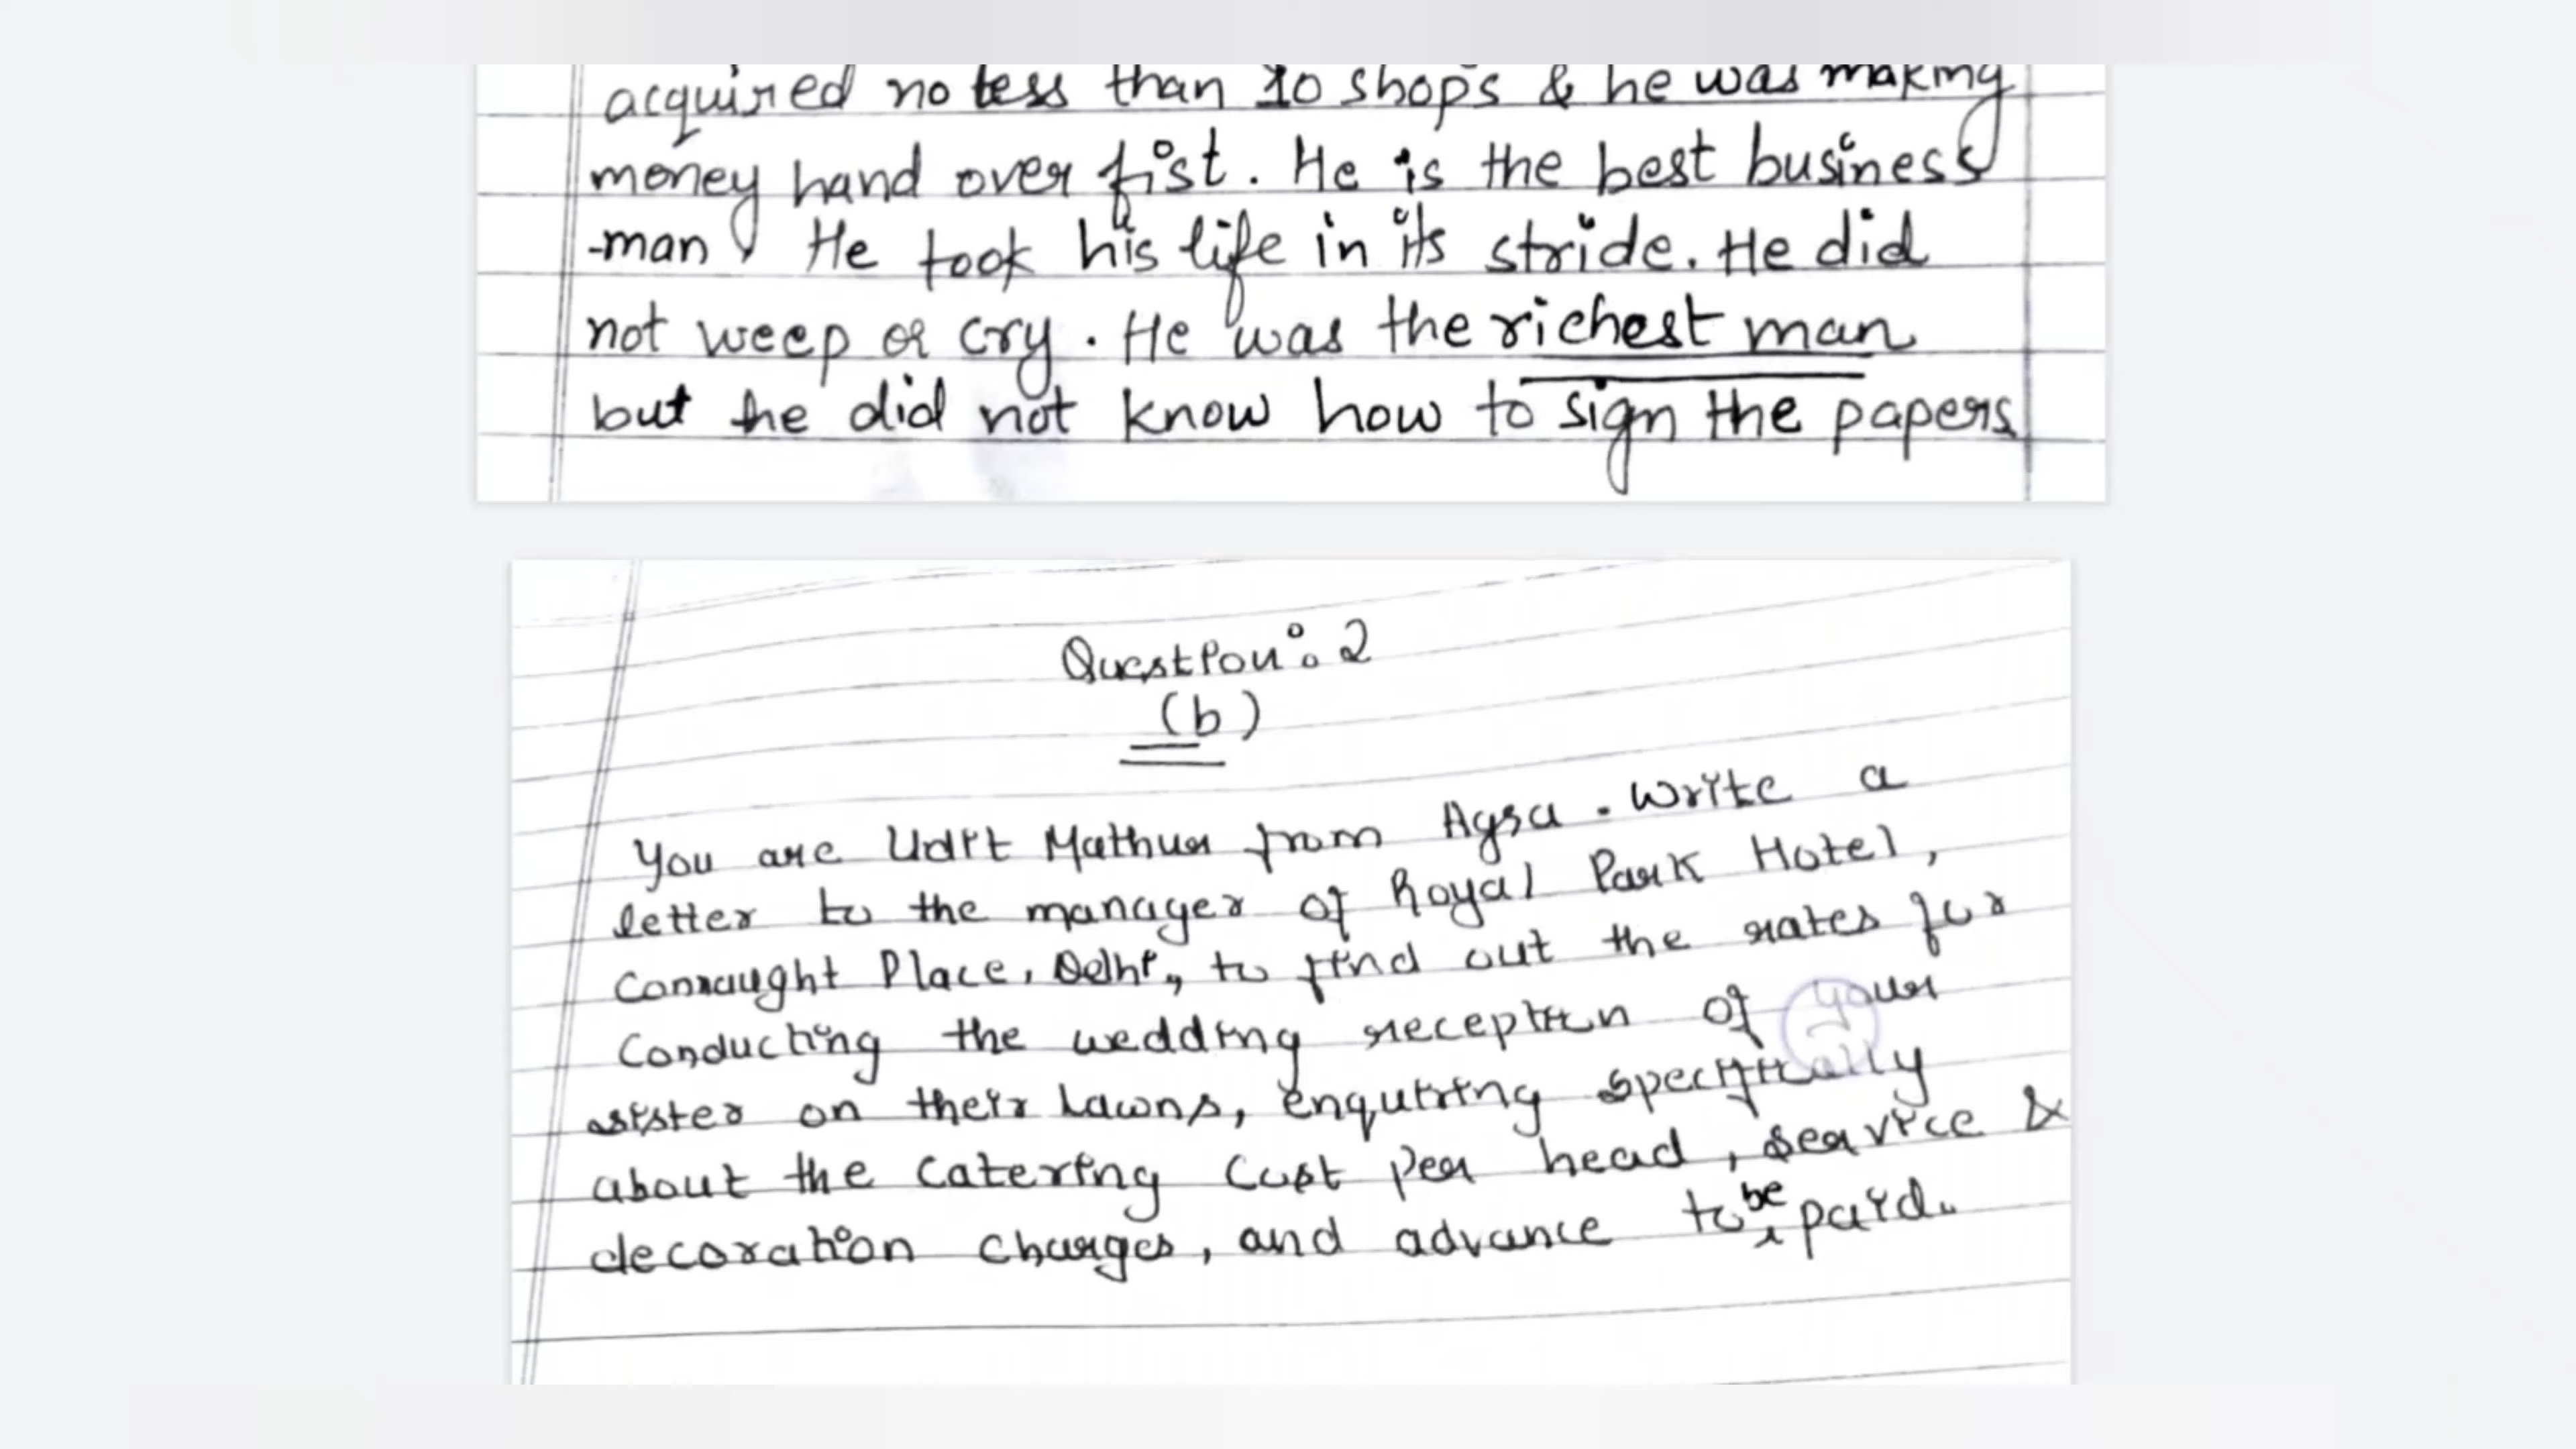 acquired no less than 10 shops & he was making
money hand over fist. He is the best business
-man. He took his life in its stride. He did
not weep or cry. He was the richest man
but he did not know how to sign the papers
Question: 2
(b)
You are Udit Mathur from Agra. Write a
letter to the manager of Royal Park Hotel,
Connaught Place, Delhi, to find out the rates for
Conducting the wedding reception of your
sister on their Lawns, enquiring specifically
about the catering cost per head, service &
decoration charges, and advance to be paid.